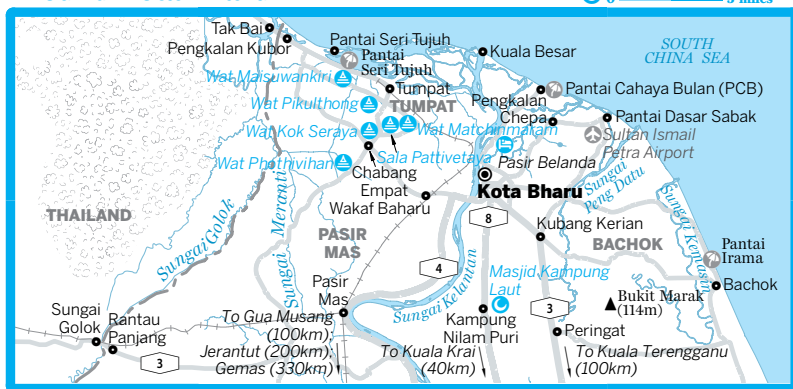 5 miles
Tak Bai
Pengkalan Kubor
Pantai Seri Tujuh
Pantai
Seri Tujuh
Kuala Besar
SOUTH
CHINA SEA
Wat Maisuwankiri
Tumpat
TUMPAT
Pantai Cahaya Bulan (PCB)
Wat Pikulthong
Pengkalan
Chepa
Pantai Dasar Sabak
Wat Kok Seraya
Wat Matchinmaram
Sultan Ismail
Petra Airport
Wat Phothivihan
Sala Pattivetaya
Pasir Belanda
Chabang
Empat
Kota Bharu
Sungai
Peng Datu
Wakaf Baharu
THAILAND
Sungai Golok
Sungai Meranti
PASIR
MAS
8
Kubang Kerian
BACHOK
Sungai Kemasin
Pantai
Irama
4
Masjid Kampung
Laut
Bachok
Pasir
Mas
Sungai Kelantan
Bukit Marak
(114m)
Sungai
Golok
Rantau
Panjang
To Gua Musang
(100km);
Jerantut (200km);
Gemas (330km)
Kampung
Nilam Puri
3
Peringat
3
To Kuala Krai
(40km)
To Kuala Terengganu
(100km)